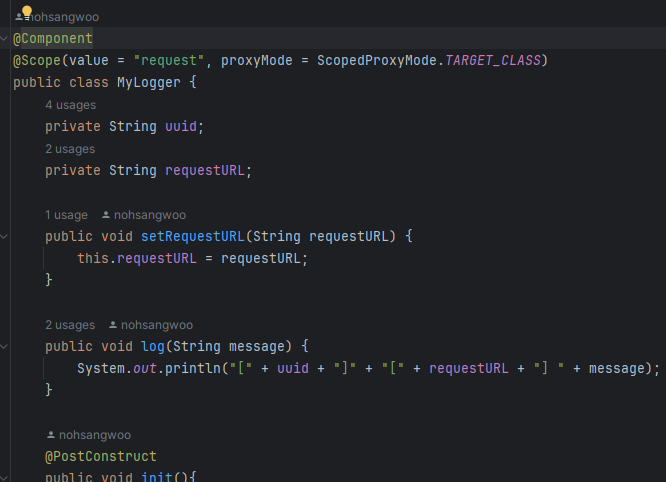 nohsangwoo
@Component
@Scope(value = "request", proxyMode = ScopedProxyMode.TARGET_CLASS)
public class MyLogger {
4 usages
private String uuid;
2 usages
private String requestURL;
1 usage nohsangwoo
public void setRequestURL(String requestURL) {
this.requestURL = requestURL;
}
2 usages nohsangwoo
public void log(String message) {
System.out.println("[" + uuid + "]" + "[" + requestURL + "] " + message);
}
nohsangwoo
@PostConstruct
public void init(){